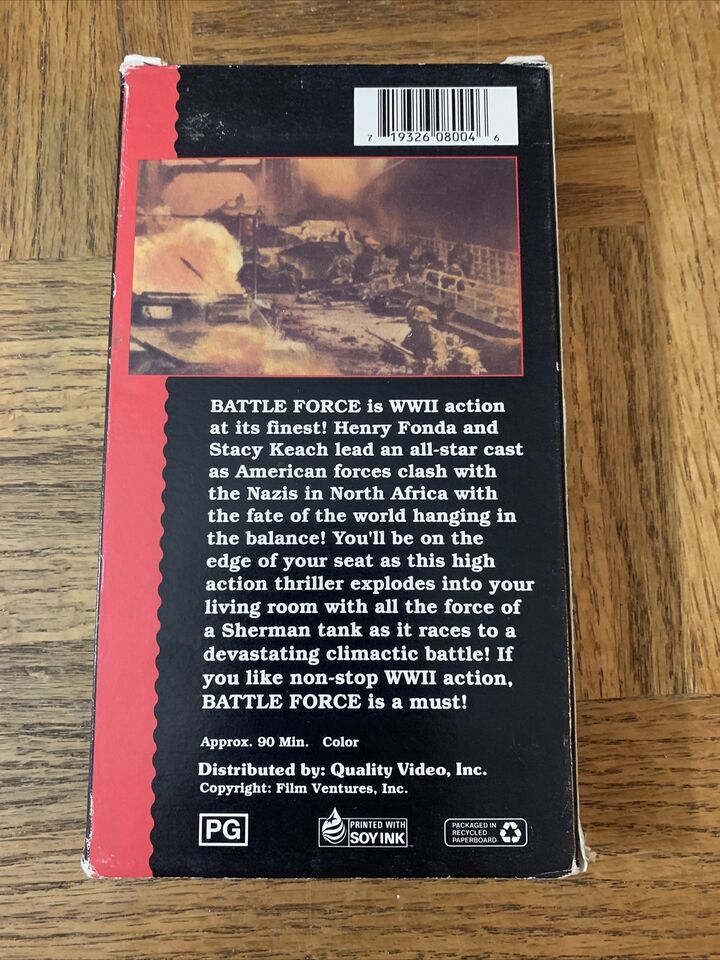 7 19326 08004 6
BATTLE FORCE is WWII action
at its finest! Henry Fonda and
Stacy Keach lead an all-star cast
as American forces clash with
the Nazis in North Africa with
the fate of the world hanging in
the balance! You'll be on the
edge of your seat as this high
action thriller explodes into your
living room with all the force of
a Sherman tank as it races to a
devastating climactic battle! If
you like non-stop WWII action,
BATTLE FORCE is a must!
Approx. 90 Min. Color
Distributed by: Quality Video, Inc.
Copyright: Film Ventures, Inc.
PG
PRINTED WITH
SOY INK
PACKAGED IN
RECYCLED
PAPERBOARD